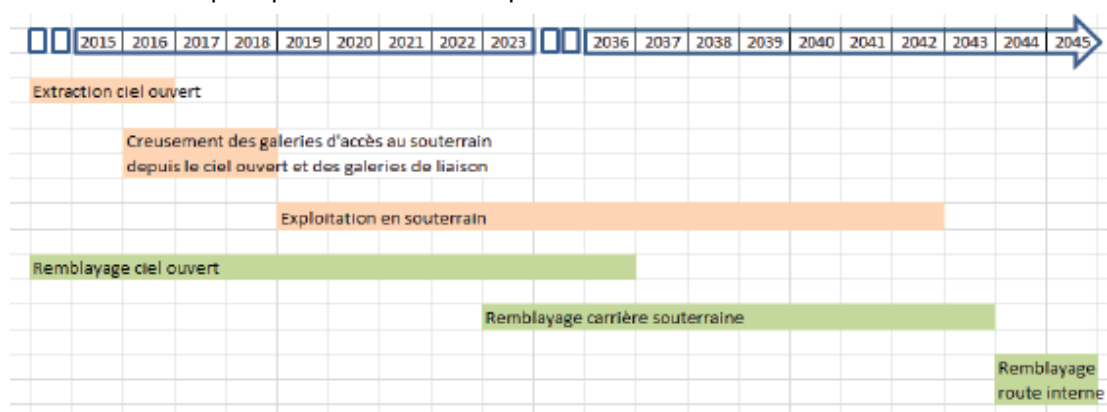 2015 2016 2017 2018 2019 2020 2021 2022 2023 2036 2037 2038 2039 2040 2041 2042 2043 2044 2045
Extraction ciel ouvert
Creusement des galeries d'accès au souterrain
depuis le ciel ouvert et des galeries de liaison
Exploitation en souterrain
Remblayage ciel ouvert
Remblayage carrière souterraine
Remblayage
route interne